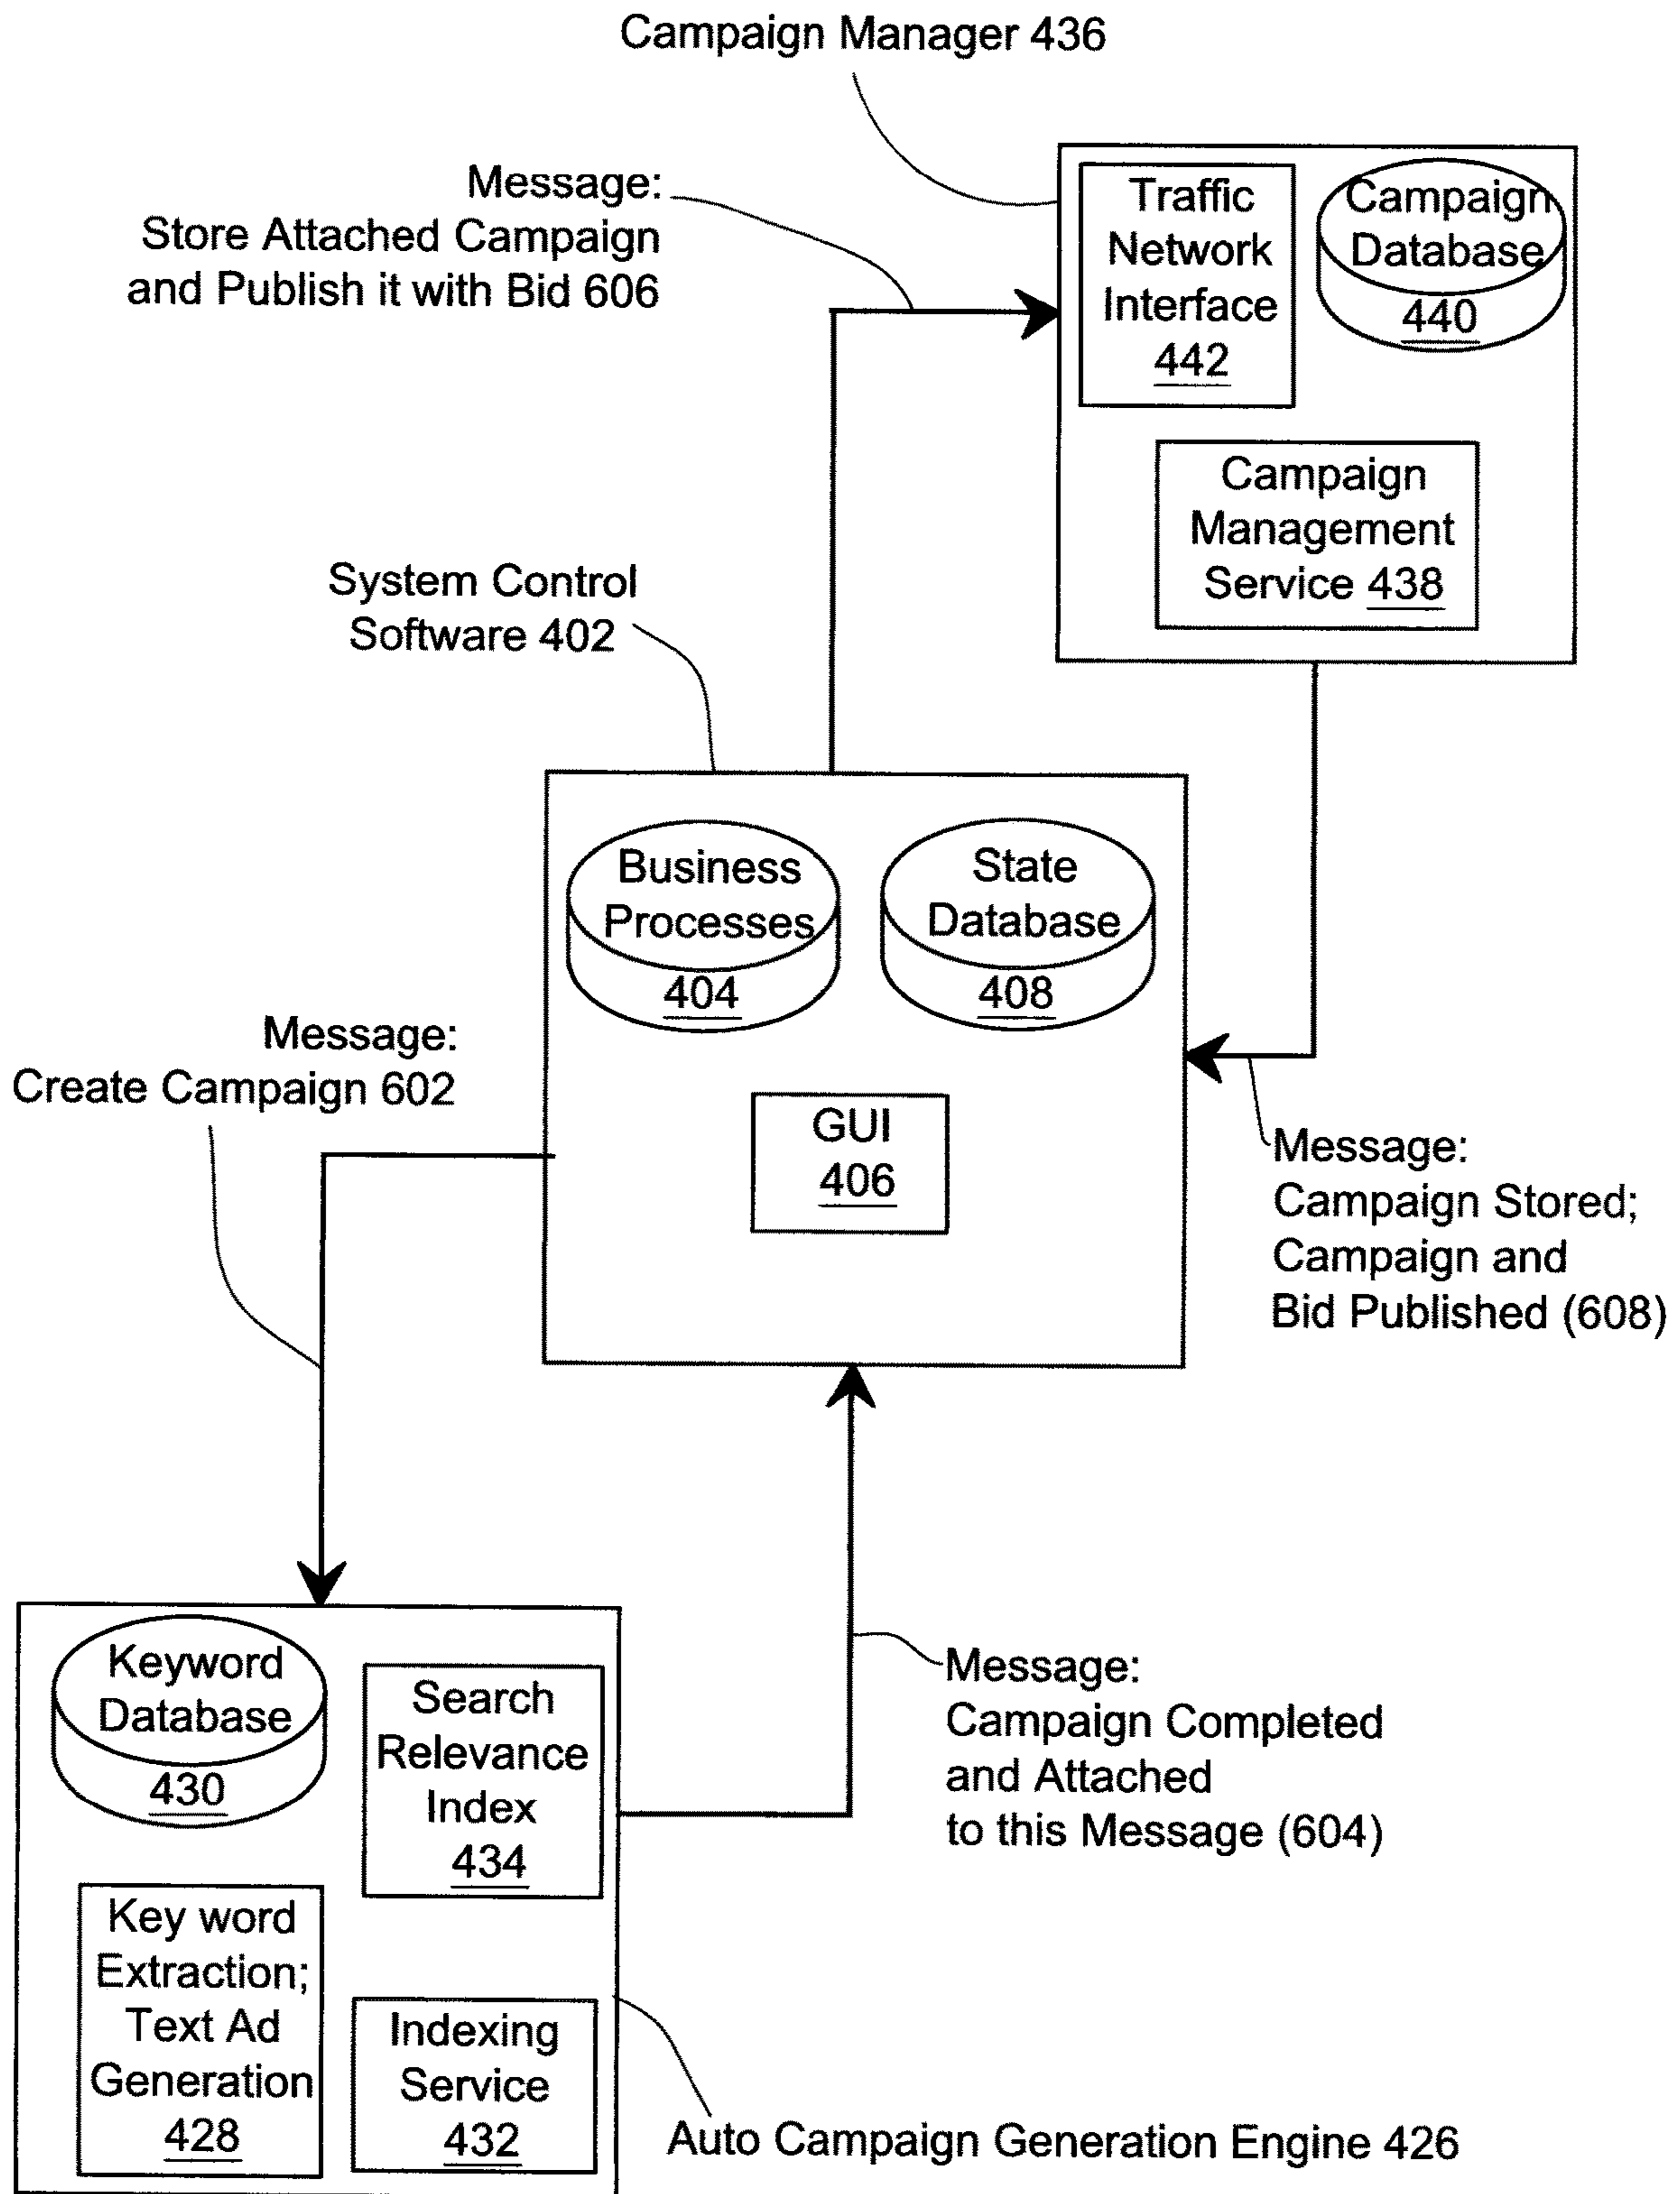 Campaign Manager 436
Message:
Store Attached Campaign
and Publish it with Bid 606
Traffic
Network
Interface
442
Campaign
Database
440
Campaign
Management
Service 438
System Control
Software 402
Business
Processes
404
State
Database
408
GUI
406
Message:
Create Campaign 602
Message:
Campaign Stored;
Campaign and
Bid Published (608)
Keyword
Database
430
Search
Relevance
Index
434
Key word
Extraction;
Text Ad
Generation
428
Indexing
Service
432
Message:
Campaign Completed
and Attached
to this Message (604)
Auto Campaign Generation Engine 426